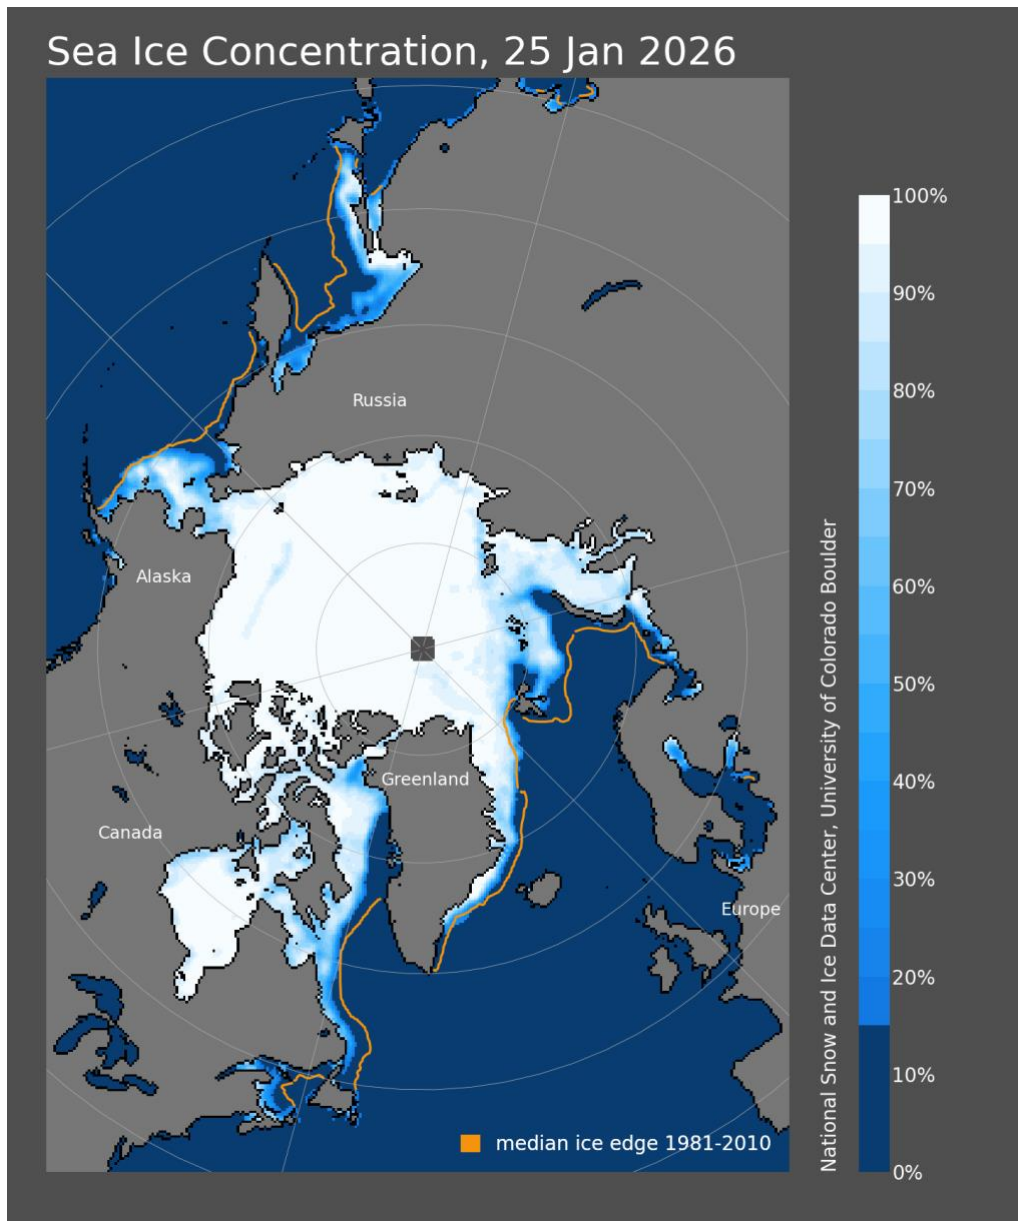 Sea Ice Concentration, 25 Jan 2026
Russia
Alaska
Greenland
Canada
Europe
median ice edge 1981-2010
100%
90%
80%
70%
60%
50%
40%
30%
20%
10%
0%
National Snow and Ice Data Center, University of Colorado Boulder